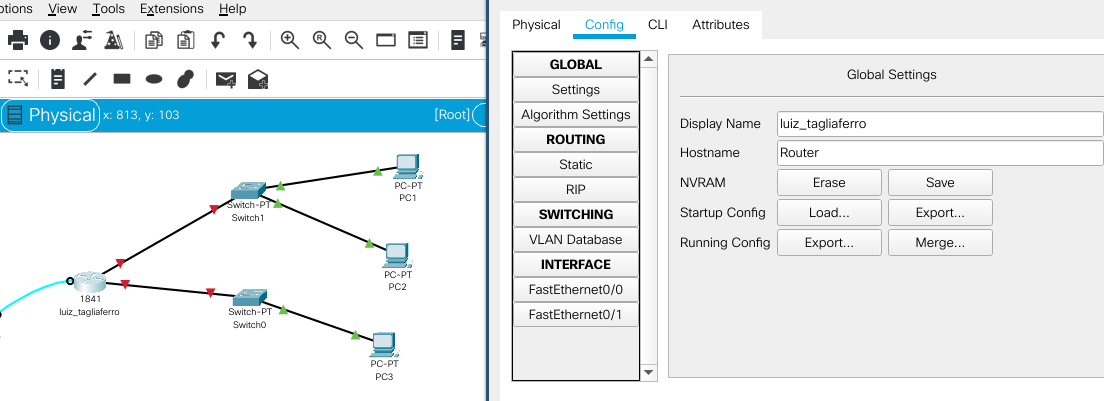 ptions View Tools Extensions Help
Physical x: 813, y: 103 [Root]
PC-PT
PC1
Switch-PT
Switch1
PC-PT
PC2
1841
luiz_tagliaferro
Switch-PT
Switch0
PC-PT
PC3
Physical Config CLI Attributes
GLOBAL
Settings
Algorithm Settings
ROUTING
Static
RIP
SWITCHING
VLAN Database
INTERFACE
FastEthernet0/0
FastEthernet0/1
Global Settings
Display Name luiz_tagliaferro
Hostname Router
NVRAM Erase Save
Startup Config Load... Export...
Running Config Export... Merge...